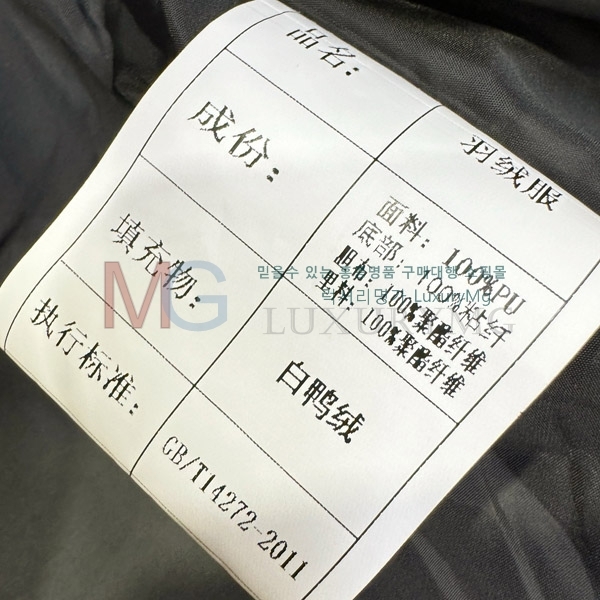 品名:
羽绒服
成份:
面料: 100%PU
底部: 100%粘纤
胆布: 100%聚酯纤维
里料: 100%聚酯纤维
填充物:
白鸭绒
执行标准:
GB/T14272-2011
믿을수 있는 홍콩명품 구매대행 쇼핑몰
럭셔리명가 LuxuryMg
MG LUXURYMG